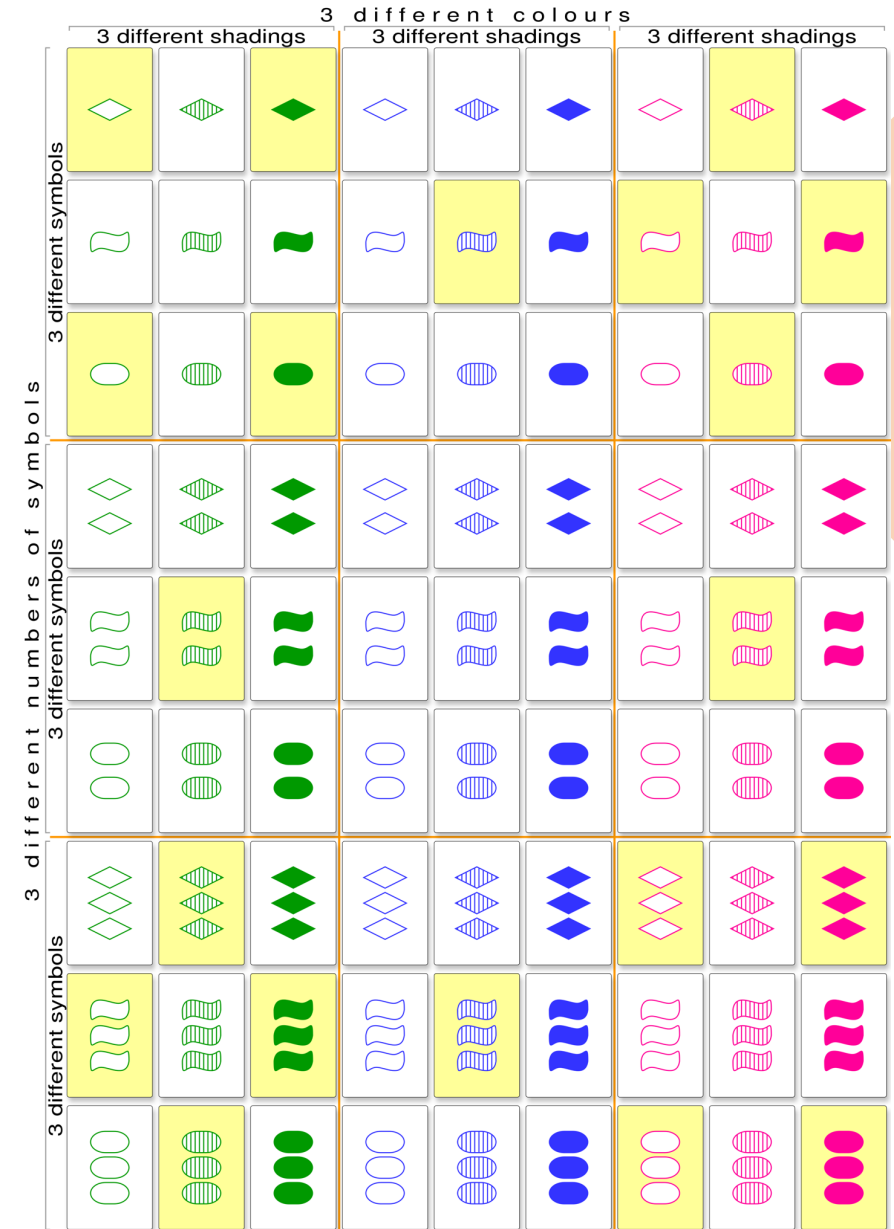 3 different colours
3 different shadings
3 different shadings
3 different shadings
3 different numbers of symbols
3 different symbols
3 different symbols
3 different symbols